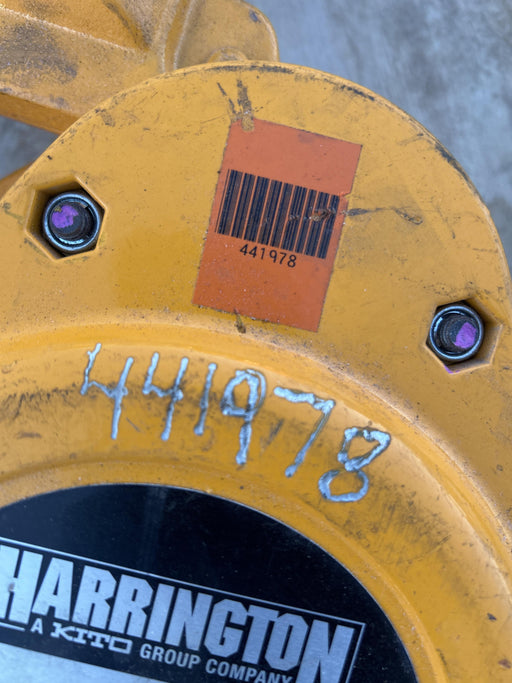 441978
441978
HARRINGTON
A KITO GROUP COMPANY